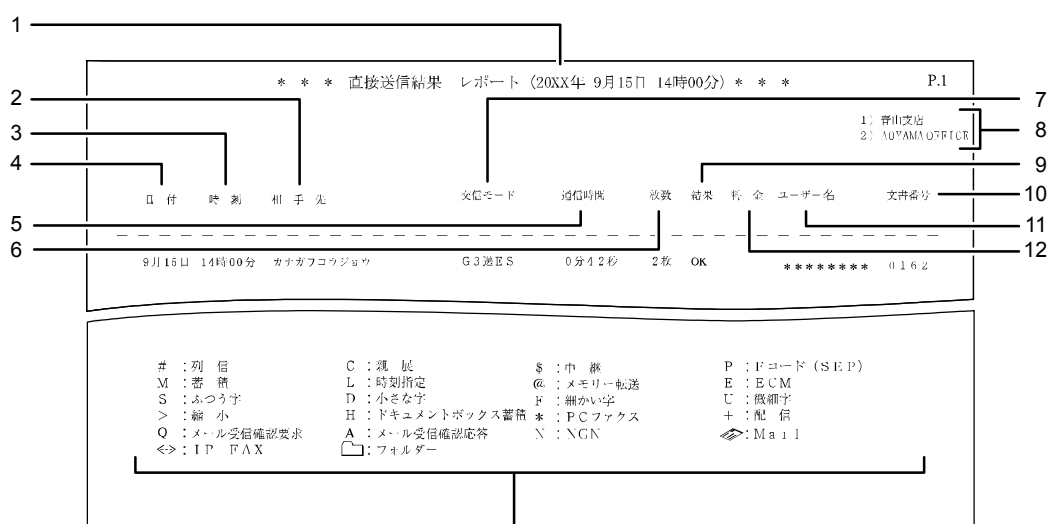 1
＊ ＊ ＊ 直接送信結果 レポート (20XX年 9月15日 14時00分) ＊ ＊ ＊ P.1
2
7
3
1) 青山支店
8
2) AOYAMA OFFICE
4
9
日 付 時 刻 相 手 先 交信モード 通信時間 枚数 結果 料 金 ユーザー名 文書番号
10
5
11
6
12
9月15日 14時00分 カナガワコウジョウ G3送ES 0分42秒 2枚 OK ******** 0162
# :列 信 C :親 展 $ :中 継 P :Fコード (SEP)
M :蓄 積 L :時刻指定 @ :メモリー転送 E :ECM
S :ふつう字 D :小さな字 F :細かい字 U :微細字
> :縮 小 H :ドキュメントボックス蓄積 * :PCファクス + :配 信
Q :メール受信確認要求 A :メール受信確認応答 N :NGN :Mail
<-> :IP FAX :フォルダー